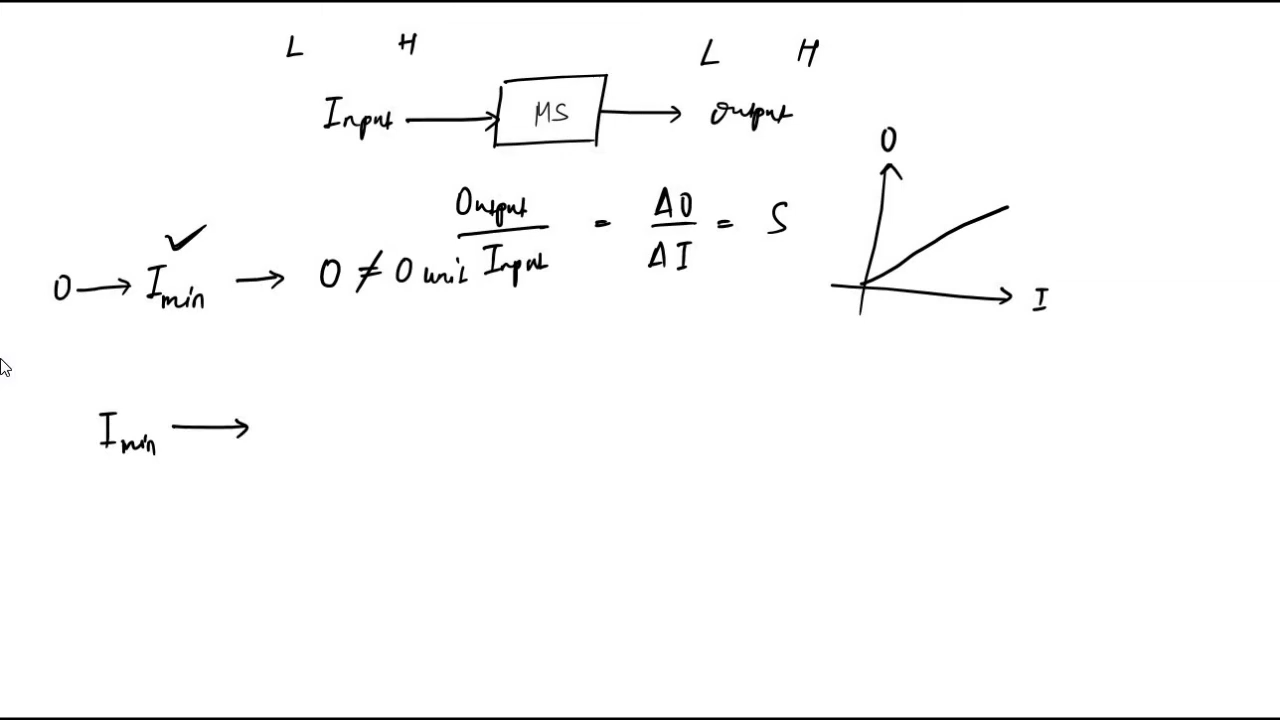 L H L H
Input → MS → Output
O
Output / Input = ΔO / ΔI = S
✓
0 → Imin → O ≠ 0 unit
I
Imin →